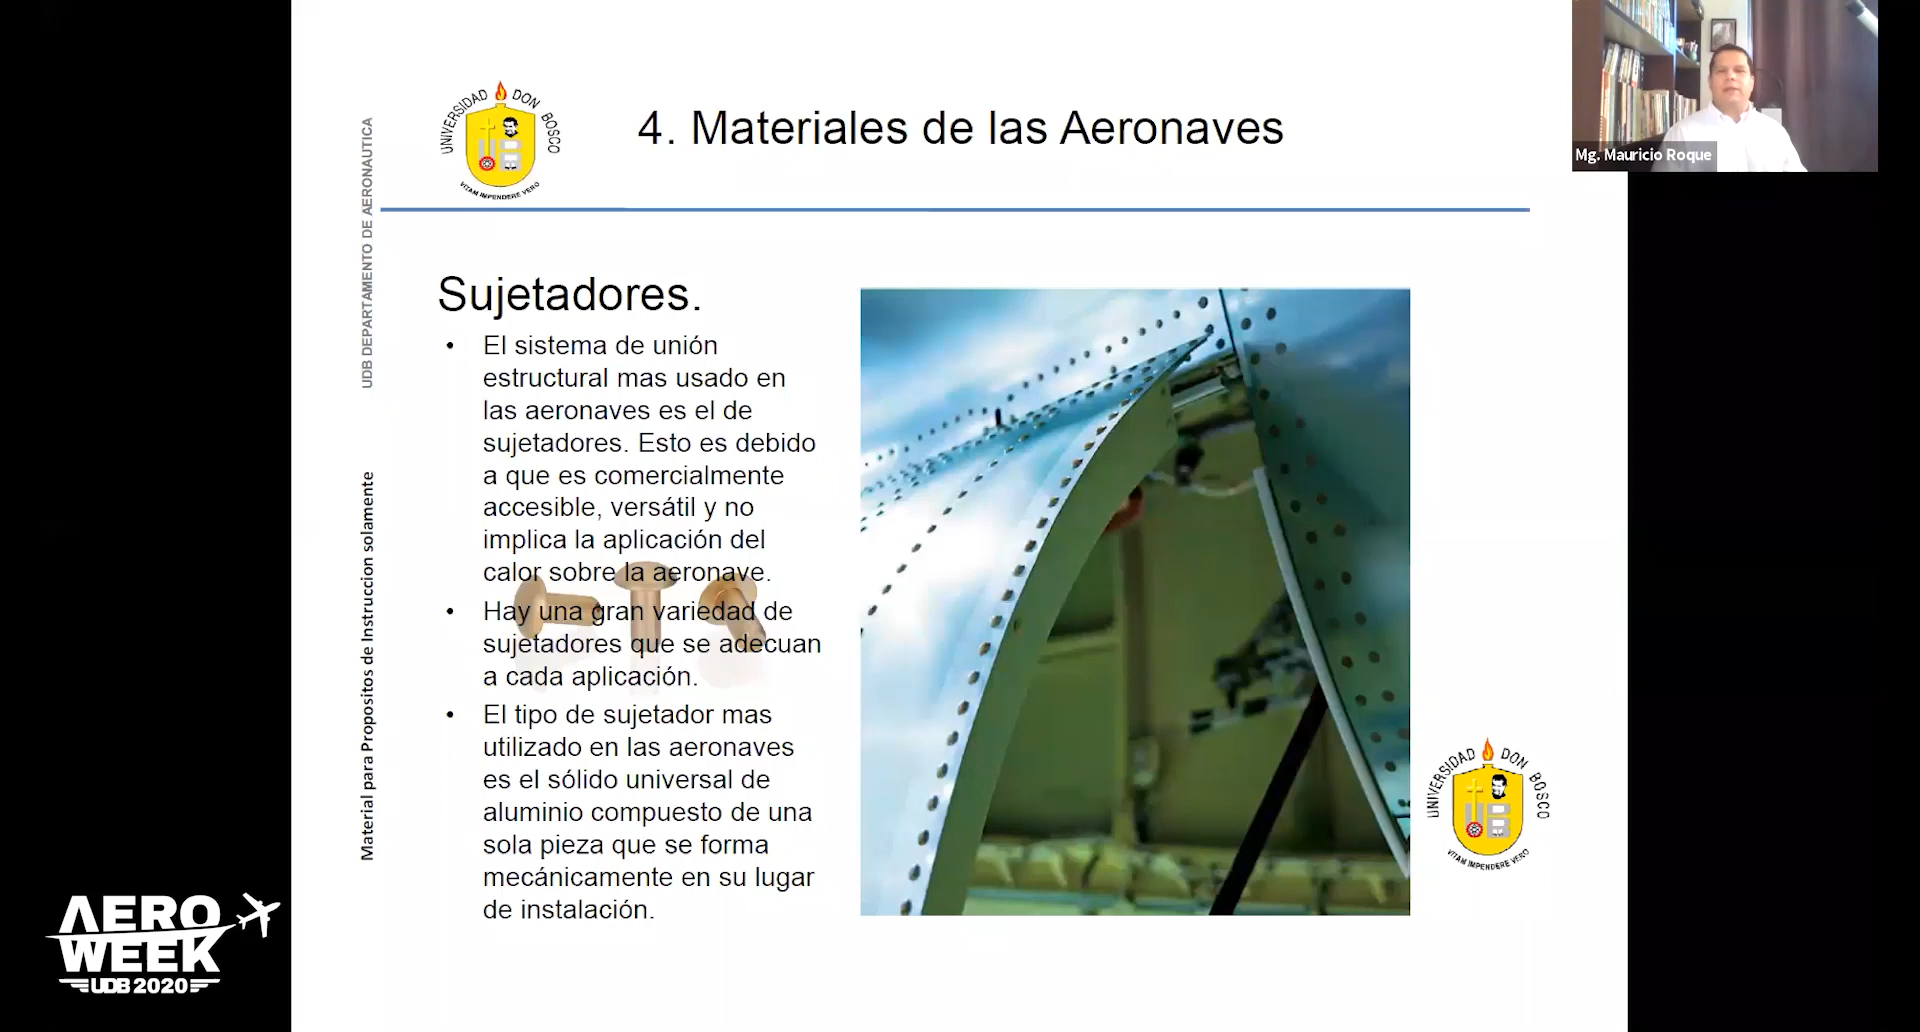 UNIVERSIDAD DON BOSCO
VITAM IMPENDERE VERO
4. Materiales de las Aeronaves
Mg. Mauricio Roque
UDB DEPARTAMENTO DE AERONAUTICA
Material para Propositos de Instruccion solamente
Sujetadores.
• El sistema de unión
estructural mas usado en
las aeronaves es el de
sujetadores. Esto es debido
a que es comercialmente
accesible, versátil y no
implica la aplicación del
calor sobre la aeronave.
• Hay una gran variedad de
sujetadores que se adecuan
a cada aplicación.
• El tipo de sujetador mas
utilizado en las aeronaves
es el sólido universal de
aluminio compuesto de una
sola pieza que se forma
mecánicamente en su lugar
de instalación.
UNIVERSIDAD DON BOSCO
VITAM IMPENDERE VERO
AERO
WEEK
UDB 2020